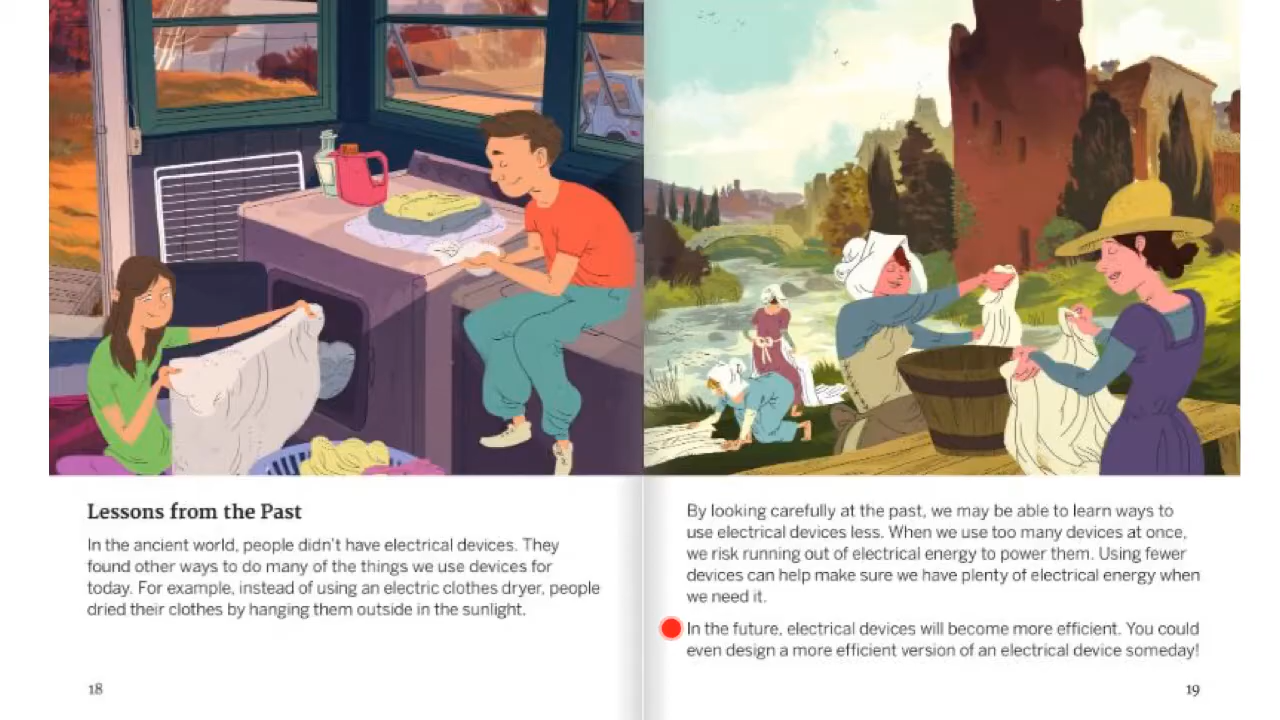 Lessons from the Past
In the ancient world, people didn't have electrical devices. They
found other ways to do many of the things we use devices for
today. For example, instead of using an electric clothes dryer, people
dried their clothes by hanging them outside in the sunlight.
18
By looking carefully at the past, we may be able to learn ways to
use electrical devices less. When we use too many devices at once,
we risk running out of electrical energy to power them. Using fewer
devices can help make sure we have plenty of electrical energy when
we need it.
In the future, electrical devices will become more efficient. You could
even design a more efficient version of an electrical device someday!
19